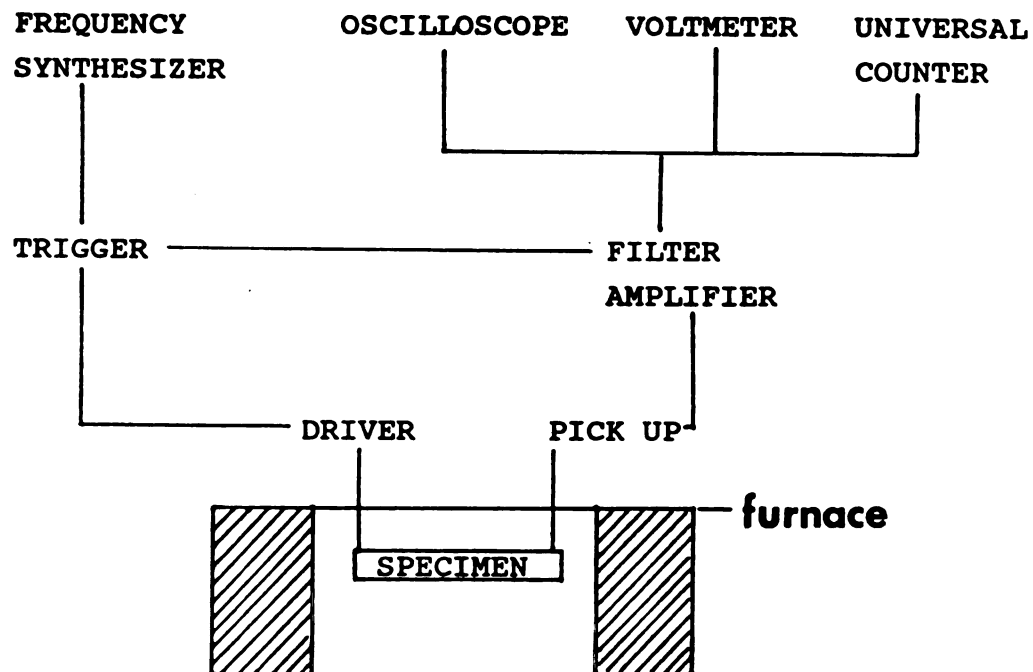 FREQUENCY
SYNTHESIZER
OSCILLOSCOPE
VOLTMETER
UNIVERSAL
COUNTER
TRIGGER
FILTER
AMPLIFIER
DRIVER
PICK UP
furnace
SPECIMEN